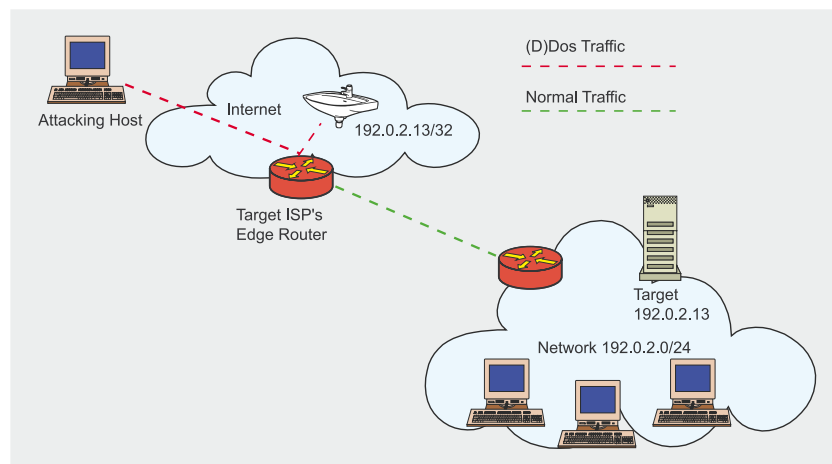 (D)Dos Traffic
Normal Traffic
Internet
Attacking Host
192.0.2.13/32
Target ISP's
Edge Router
Target
192.0.2.13
Network 192.0.2.0/24